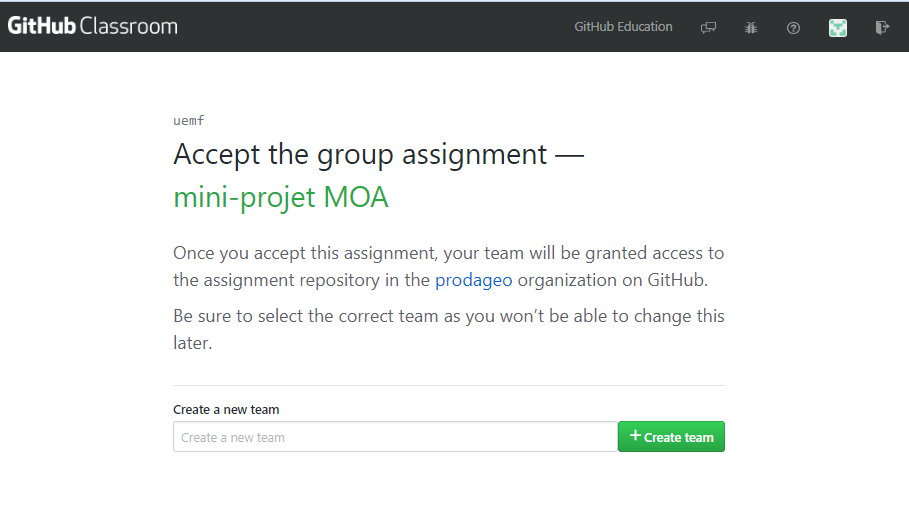 GitHub Classroom
GitHub Education
uemf
Accept the group assignment —
mini-projet MOA
Once you accept this assignment, your team will be granted access to
the assignment repository in the prodageo organization on GitHub.
Be sure to select the correct team as you won't be able to change this
later.
Create a new team
Create a new team
+ Create team